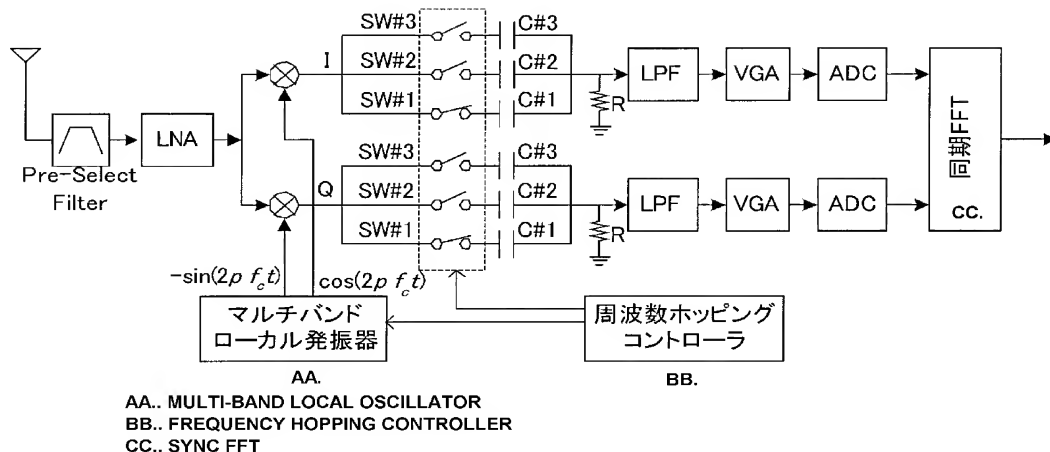 SW#3
C#3
I
SW#2
C#2
SW#1
C#1
R
LPF
VGA
ADC
LNA
Pre-Select
Filter
Q
SW#3
C#3
SW#2
C#2
SW#1
C#1
R
LPF
VGA
ADC
同期FFT
CC.
-sin(2p f_c t)
cos(2p f_c t)
マルチバンド
ローカル発振器
周波数ホッピング
コントローラ
AA.
BB.
AA.. MULTI-BAND LOCAL OSCILLATOR
BB.. FREQUENCY HOPPING CONTROLLER
CC.. SYNC FFT